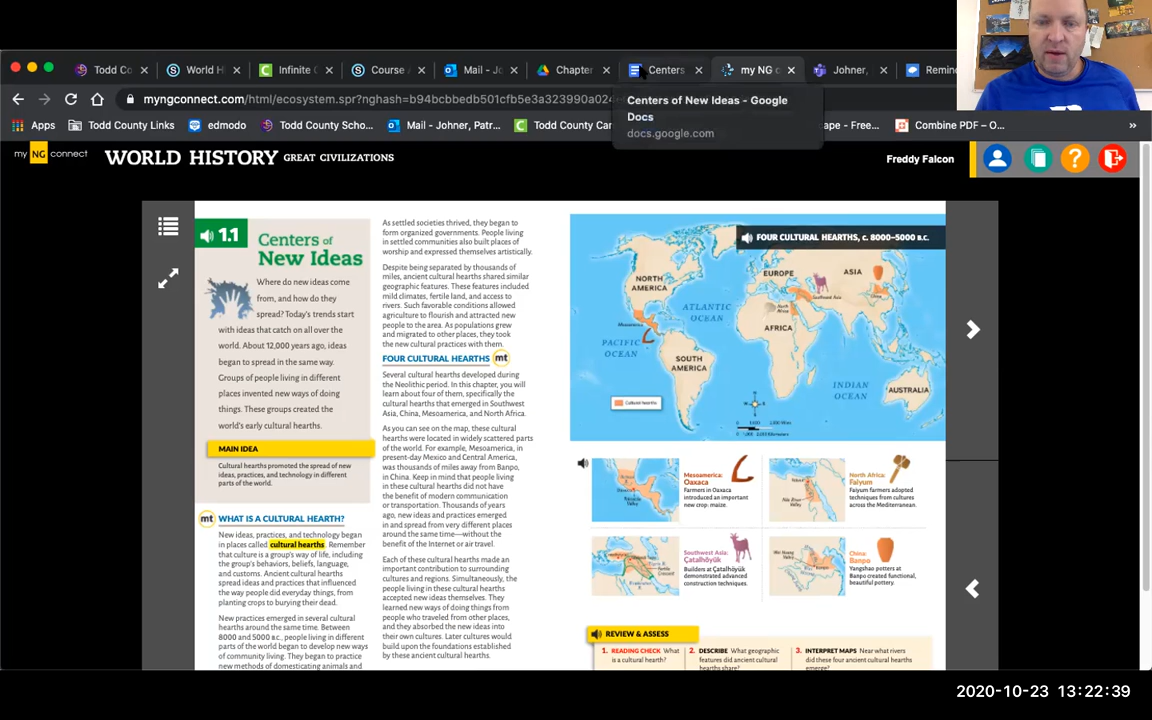 Todd Co
World H
Infinite C
Course
Mail - Jo
Chapter
Centers
my NG c
Johner,
Remin
myngconnect.com/html/ecosystem.spr?nghash=b94bcbbedb501cfb5e3a323990a024
Centers of New Ideas - Google
Docs
docs.google.com
Apps
Todd County Links
edmodo
Todd County Scho...
Mail - Johner, Patr...
Todd County Car
ape - Free...
Combine PDF – O...
my NG connect
WORLD HISTORY GREAT CIVILIZATIONS
Freddy Falcon
1.1
Centers of
New Ideas
Where do new ideas come
from, and how do they
spread? Today's trends start
with ideas that catch on all over the
world. About 12,000 years ago, ideas
began to spread in the same way.
Groups of people living in different
places invented new ways of doing
things. These groups created the
world's early cultural hearths.
MAIN IDEA
Cultural hearths promoted the spread of new
ideas, practices, and technology in different
parts of the world.
mt WHAT IS A CULTURAL HEARTH?
New ideas, practices, and technology began
in places called cultural hearths. Remember
that culture is a group's way of life, including
the group's behaviors, beliefs, language,
and customs. Ancient cultural hearths
spread ideas and practices that influenced
the way people did everyday things, from
planting crops to burying their dead.
New practices emerged in several cultural
hearths around the same time. Between
8000 and 5000 B.C., people living in different
parts of the world began to develop new ways
of community living. They began to practice
new methods of domesticating animals and
As settled societies thrived, they began to
form organized governments. People living
in settled communities also built places of
worship and expressed themselves artistically.
Despite being separated by thousands of
miles, ancient cultural hearths shared similar
geographic features. These features included
mild climates, fertile land, and access to
rivers. Such favorable conditions allowed
agriculture to flourish and attracted new
people to the area. As populations grew
and migrated to other places, they took
the new cultural practices with them.
FOUR CULTURAL HEARTHS mt
Several cultural hearths developed during
the Neolithic period. In this chapter, you will
learn about four of them, specifically the
cultural hearths that emerged in Southwest
Asia, China, Mesoamerica, and North Africa.
As you can see on the map, these cultural
hearths were located in widely scattered parts
of the world. For example, Mesoamerica, in
present-day Mexico and Central America,
was thousands of miles away from Banpo,
in China. Keep in mind that people living
in these cultural hearths did not have
the benefit of modern communication
or transportation. Thousands of years
ago, new ideas and practices emerged
in and spread from very different places
around the same time—without the
benefit of the Internet or air travel.
Each of these cultural hearths made an
important contribution to surrounding
cultures and regions. Simultaneously, the
people living in these cultural hearths
accepted new ideas themselves. They
learned new ways of doing things from
people who traveled from other places,
and they absorbed the new ideas into
their own cultures. Later cultures would
build upon the foundations established
by these ancient cultural hearths.
FOUR CULTURAL HEARTHS, c. 8000–5000 B.C.
NORTH
AMERICA
EUROPE
ASIA
Southwest Asia
China
ATLANTIC
OCEAN
North
Africa
Mesoamerica
AFRICA
PACIFIC
OCEAN
SOUTH
AMERICA
INDIAN
OCEAN
AUSTRALIA
Cultural hearths
Mesoamerica:
Oaxaca
Farmers in Oaxaca
introduced an important
new crop: maize.
North Africa:
Faiyum
Faiyum farmers adopted
techniques from cultures
across the Mediterranean.
Southwest Asia:
Çatalhöyük
Builders at Çatalhöyük
demonstrated advanced
construction techniques.
China:
Banpo
Yangshao potters at
Banpo created functional,
beautiful pottery.
REVIEW & ASSESS
1. READING CHECK What
is a cultural hearth?
2. DESCRIBE What geographic
features did ancient cultural
hearths share?
3. INTERPRET MAPS Near what rivers
did these four ancient cultural hearths
emerge?
2020-10-23 13:22:39